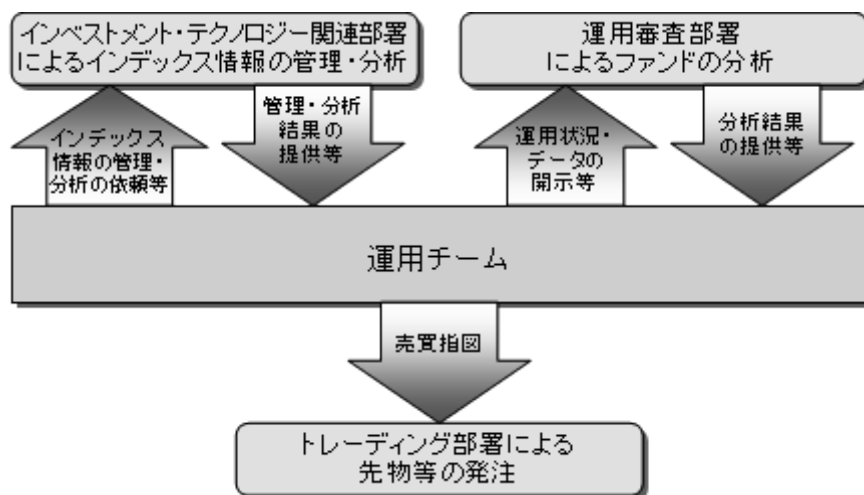 インベストメント・テクノロジー関連部署
によるインデックス情報の管理・分析
運用審査部署
によるファンドの分析
インデックス
情報の管理・
分析の依頼等
管理・分析
結果の
提供等
運用状況・
データの
開示等
分析結果
の提供等
運用チーム
売買指図
トレーディング部署による
先物等の発注